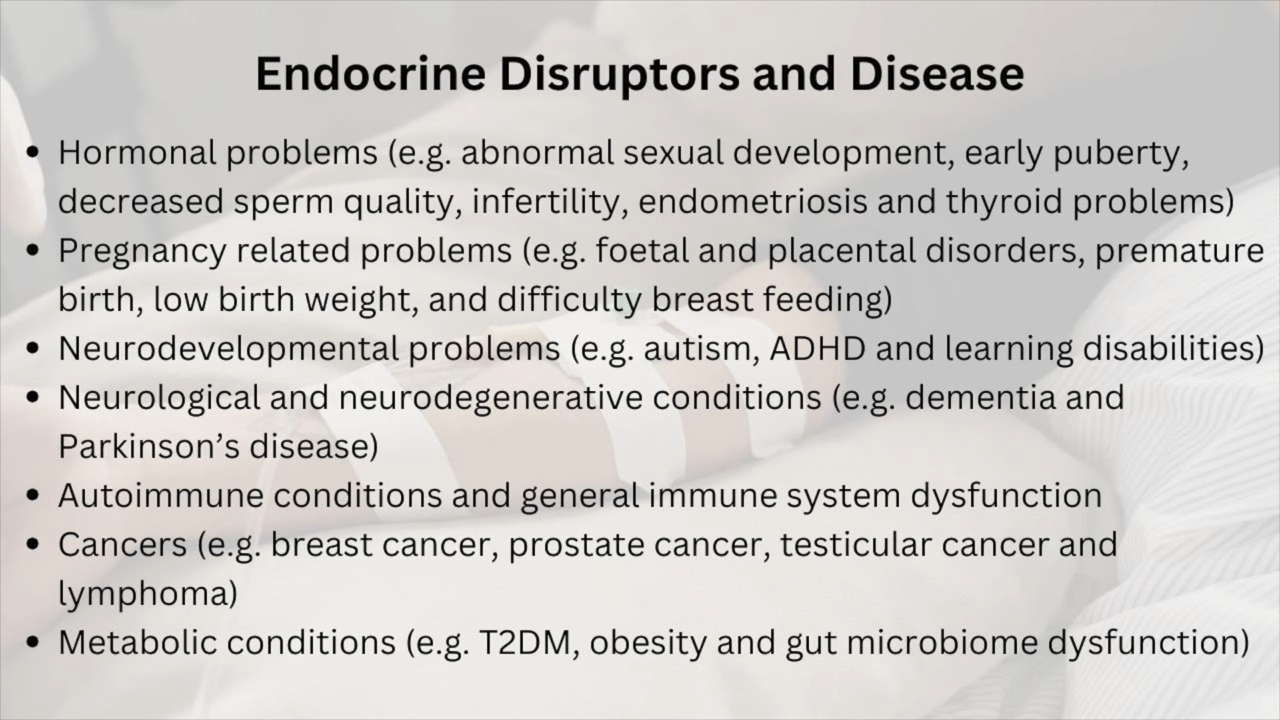 Endocrine Disruptors and Disease
• Hormonal problems (e.g. abnormal sexual development, early puberty,
decreased sperm quality, infertility, endometriosis and thyroid problems)
• Pregnancy related problems (e.g. foetal and placental disorders, premature
birth, low birth weight, and difficulty breast feeding)
• Neurodevelopmental problems (e.g. autism, ADHD and learning disabilities)
• Neurological and neurodegenerative conditions (e.g. dementia and
Parkinson’s disease)
• Autoimmune conditions and general immune system dysfunction
• Cancers (e.g. breast cancer, prostate cancer, testicular cancer and
lymphoma)
• Metabolic conditions (e.g. T2DM, obesity and gut microbiome dysfunction)